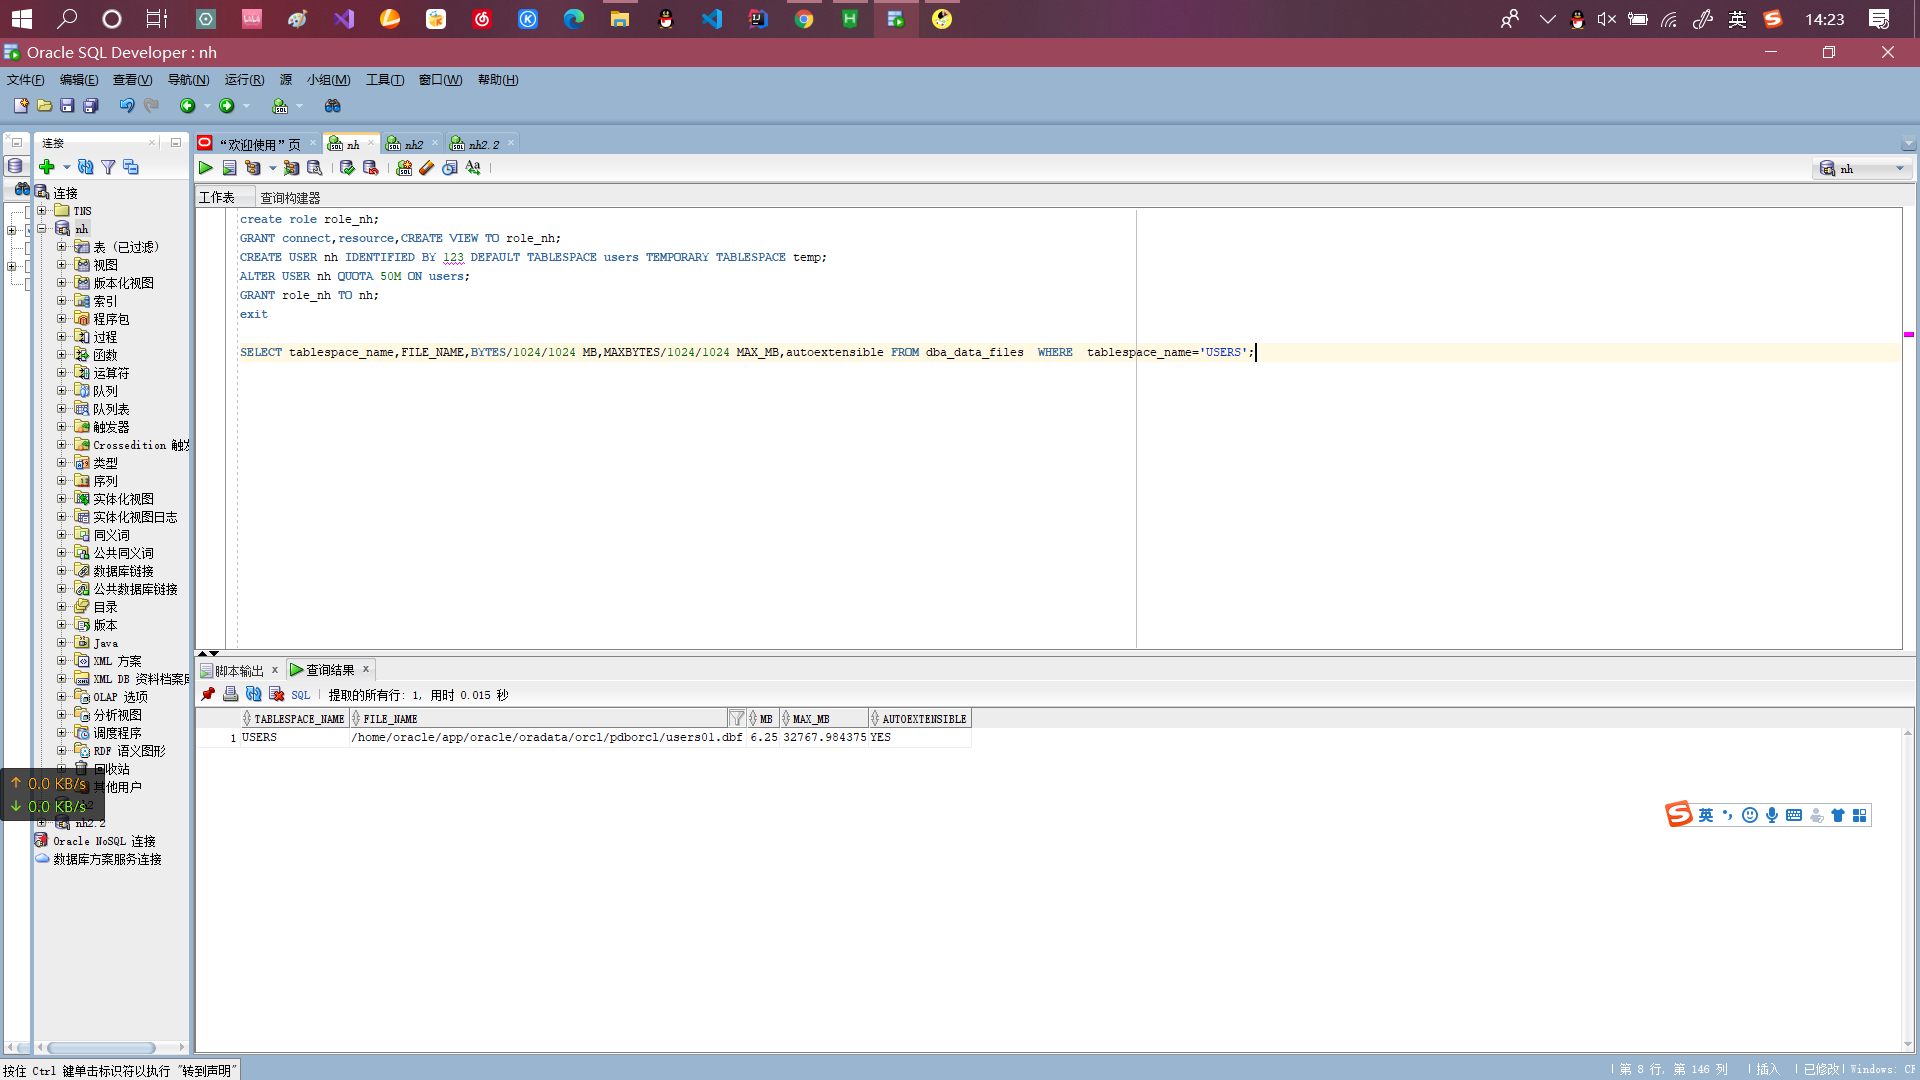 英
14:23
Oracle SQL Developer : nh
文件(F) 编辑(E) 查看(V) 导航(N) 运行(R) 源 小组(M) 工具(T) 窗口(W) 帮助(H)
连接
“欢迎使用”页
nh
nh2
nh2.2
nh
工作表
查询构建器
连接
TNS
nh
表 (已过滤)
视图
版本化视图
索引
程序包
过程
函数
运算符
队列
队列表
触发器
Crossedition 触发
类型
序列
实体化视图
实体化视图日志
同义词
公共同义词
数据库链接
公共数据库链接
目录
版本
Java
XML 方案
XML DB 资料档案库
OLAP 选项
分析视图
调度程序
RDF 语义图形
回收站
其他用户
nh2.2
Oracle NoSQL 连接
数据库方案服务连接
↑ 0.0 KB/s
↓ 0.0 KB/s
create role role_nh;
GRANT connect,resource,CREATE VIEW TO role_nh;
CREATE USER nh IDENTIFIED BY 123 DEFAULT TABLESPACE users TEMPORARY TABLESPACE temp;
ALTER USER nh QUOTA 50M ON users;
GRANT role_nh TO nh;
exit
SELECT tablespace_name,FILE_NAME,BYTES/1024/1024 MB,MAXBYTES/1024/1024 MAX_MB,autoextensible FROM dba_data_files  WHERE  tablespace_name='USERS';
脚本输出
查询结果
SQL
提取的所有行: 1, 用时 0.015 秒
TABLESPACE_NAME FILE_NAME MB MAX_MB AUTOEXTENSIBLE
1 USERS /home/oracle/app/oracle/oradata/orcl/pdborcl/users01.dbf 6.25 32767.984375 YES
英
按住 Ctrl 键单击标识符以执行 "转到声明"
第 8 行, 第 146 列
插入
已修改
Windows: CR